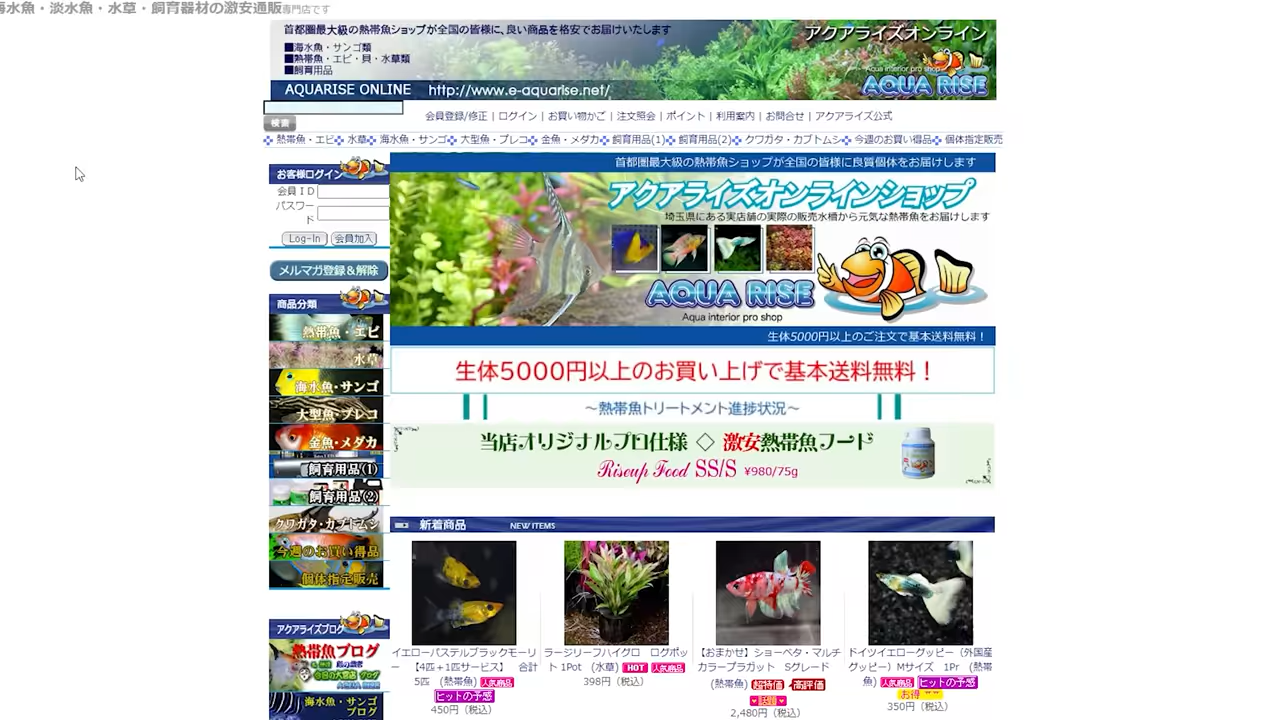 海水魚・淡水魚・水草・飼育器材の激安通販専門店です
首都圏最大級の熱帯魚ショップが全国の皆様に、良い商品を格安でお届けいたします
アクアライズオンライン
■海水魚・サンゴ類
■熱帯魚・エビ・貝・水草類
■飼育用品
Aqua interior pro shop
AQUA RISE
AQUARISE ONLINE http://www.e-aquarise.net/
検索
会員登録/修正 | ログイン | お買い物かご | 注文照会 | ポイント | 利用案内 | お問合せ | アクアライズ公式
熱帯魚・エビ 水草 海水魚・サンゴ 大型魚・プレコ 金魚・メダカ 飼育用品(1) 飼育用品(2) クワガタ・カブトムシ 今週のお買い得品 個体指定販売
お客様ログイン
会員ID
パスワード
Log-In 会員加入
メルマガ登録&解除
商品分類
熱帯魚・エビ
水草
海水魚・サンゴ
大型魚・プレコ
金魚・メダカ
飼育用品(1)
飼育用品(2)
クワガタ・カブトムシ
今週のお買い得品
個体指定販売
アクアライズブログ
熱帯魚ブログ
AQUA RISE
海水魚・サンゴ
ブログ
首都圏最大級の熱帯魚ショップが全国の皆様に良質個体をお届けします
アクアライズオンラインショップ
埼玉県にある実店舗の実際の販売水槽から元気な熱帯魚をお届けします
AQUA RISE
Aqua interior pro shop
生体5000円以上のご注文で基本送料無料！
生体5000円以上のお買い上げで基本送料無料！
～熱帯魚トリートメント進捗状況～
当店オリジナルプロ仕様 ◇ 激安熱帯魚フード
Riseup Food SS/S ¥980/75g
新着商品 NEW ITEMS
イエローパステルブラックモーリー 【4匹＋1匹サービス】 合計5匹 (熱帯魚) 人気商品
ヒットの予感
450円（税込）
ラージリーフハイグロ ログポット 1Pot (水草) HOT 人気商品
398円（税込）
【おまかせ】ショーベタ・マルチカラープラガット Sグレード (熱帯魚) 超特価 高評価
話題
2,480円（税込）
ドイツイエローグッピー（外国産グッピー）Mサイズ 1Pr (熱帯魚) 人気商品 ヒットの予感
お得
350円（税込）